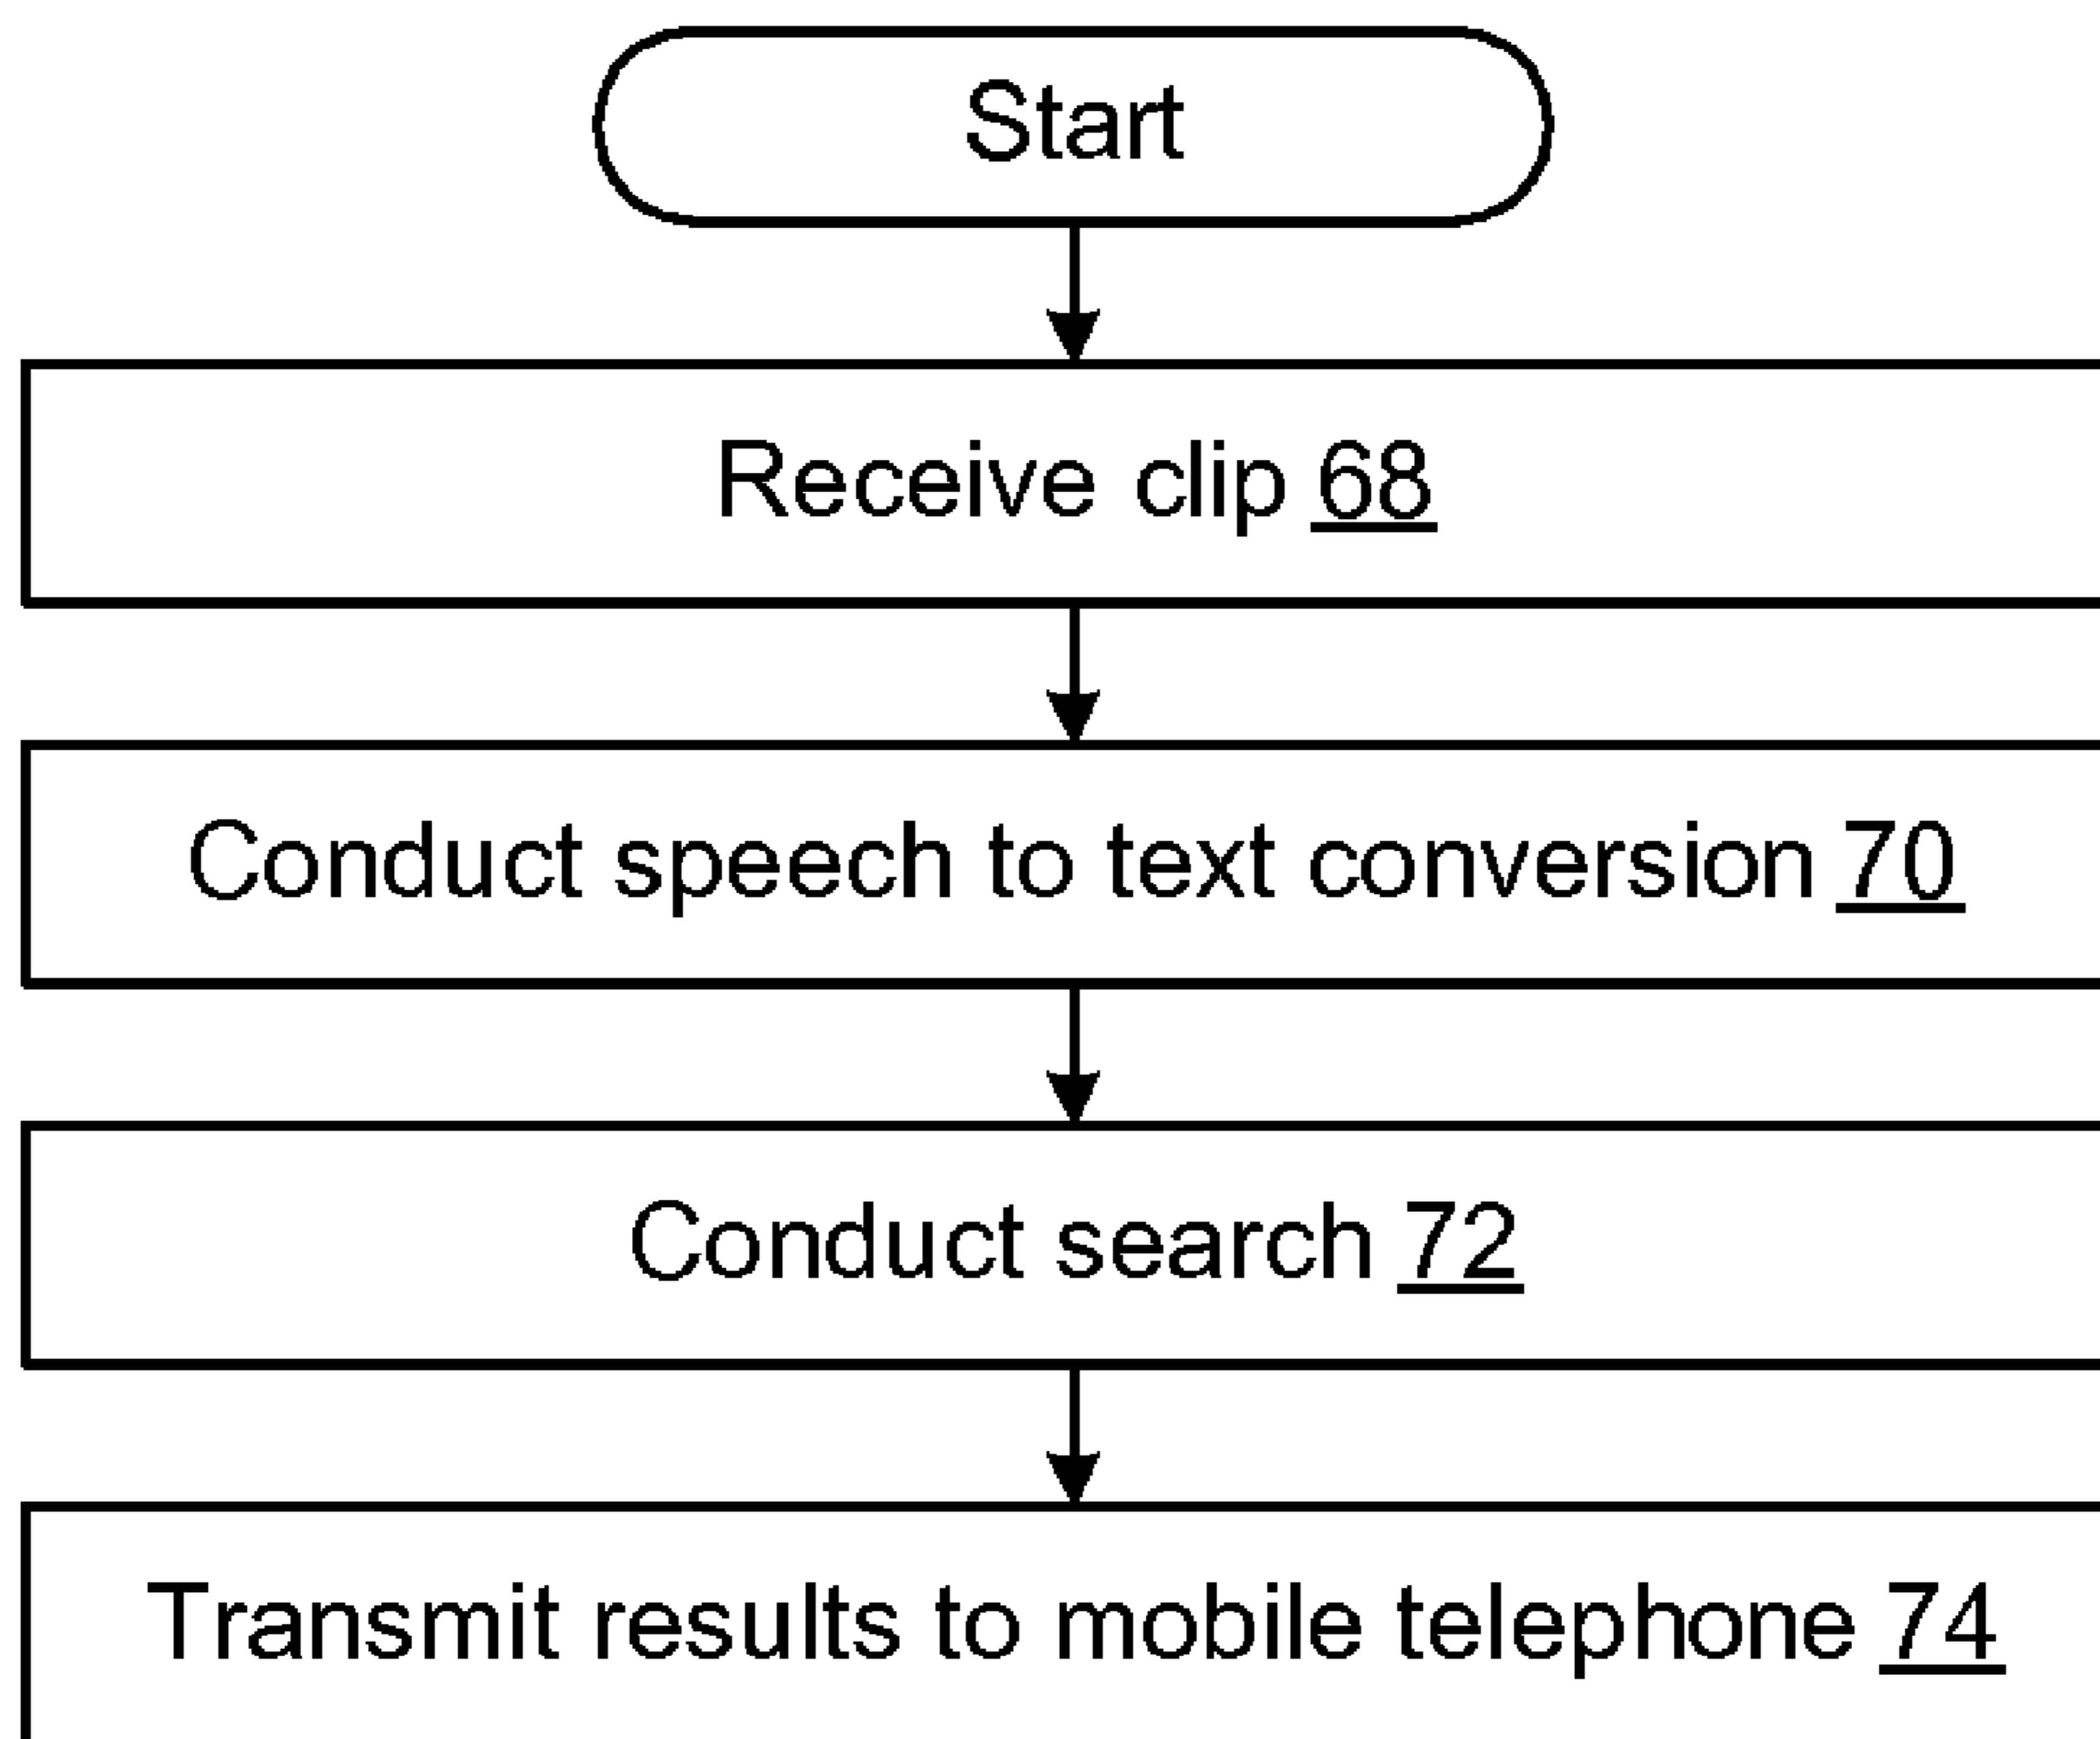 Start
Receive clip 68
Conduct speech to text conversion 70
Conduct search 72
Transmit results to mobile telephone 74